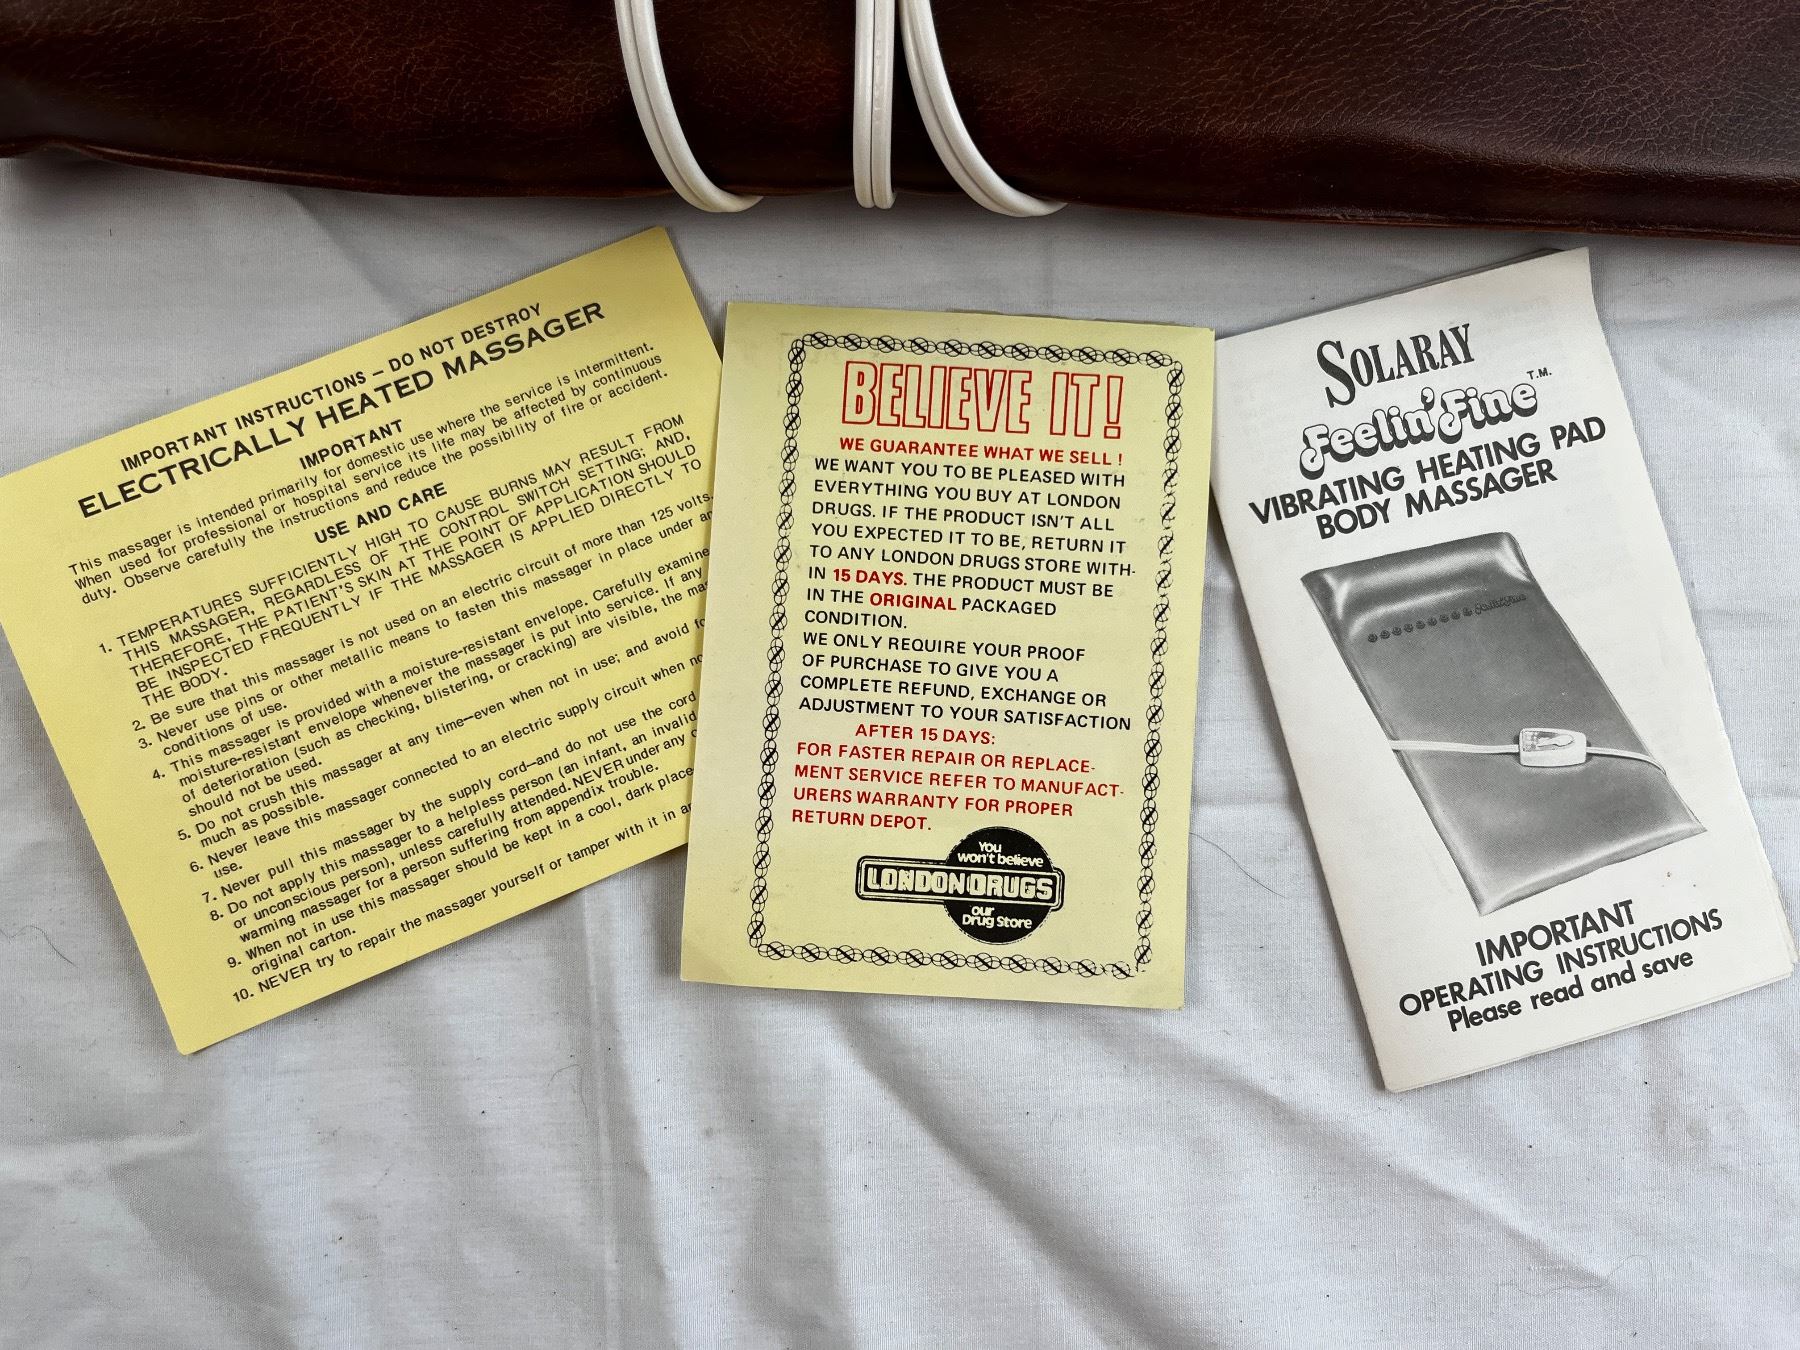 IMPORTANT INSTRUCTIONS – DO NOT DESTROY
ELECTRICALLY HEATED MASSAGER
IMPORTANT
This massager is intended primarily for domestic use where the service is intermittent.
When used for professional or hospital service its life may be affected by continuous
duty. Observe carefully the instructions and reduce the possibility of fire or accident.
USE AND CARE
1. TEMPERATURES SUFFICIENTLY HIGH TO CAUSE BURNS MAY RESULT FROM
THIS MASSAGER, REGARDLESS OF THE CONTROL SWITCH SETTING; AND,
THEREFORE, THE PATIENT'S SKIN AT THE POINT OF APPLICATION SHOULD
BE INSPECTED FREQUENTLY IF THE MASSAGER IS APPLIED DIRECTLY TO
THE BODY.
2. Be sure that this massager is not used on an electric circuit of more than 125 volts.
3. Never use pins or other metallic means to fasten this massager in place under
conditions of use.
4. This massager is provided with a moisture-resistant envelope. Carefully examine
moisture-resistant envelope whenever the massager is put into service. If any
of deterioration (such as checking, blistering, or cracking) are visible, the
should not be used.
5. Do not crush this massager at any time—even when not in use; and avoid
much as possible.
6. Never leave this massager connected to an electric supply circuit when
use.
7. Never pull this massager by the supply cord—and do not use the cord
8. Do not apply this massager to a helpless person (an infant, an invalid
or unconscious person), unless carefully attended. NEVER under any
warming massager for a person suffering from appendix trouble.
9. When not in use this massager should be kept in a cool, dark place
original carton.
10. NEVER try to repair the massager yourself or tamper with it in
BELIEVE IT!
WE GUARANTEE WHAT WE SELL !
WE WANT YOU TO BE PLEASED WITH
EVERYTHING YOU BUY AT LONDON
DRUGS. IF THE PRODUCT ISN'T ALL
YOU EXPECTED IT TO BE, RETURN IT
TO ANY LONDON DRUGS STORE WITH-
IN 15 DAYS. THE PRODUCT MUST BE
IN THE ORIGINAL PACKAGED
CONDITION.
WE ONLY REQUIRE YOUR PROOF
OF PURCHASE TO GIVE YOU A
COMPLETE REFUND, EXCHANGE OR
ADJUSTMENT TO YOUR SATISFACTION
AFTER 15 DAYS:
FOR FASTER REPAIR OR REPLACE-
MENT SERVICE REFER TO MANUFACT-
URERS WARRANTY FOR PROPER
RETURN DEPOT.
You
won't believe
LONDON DRUGS
our
Drug Store
SOLARAY
Feelin' Fine T.M.
VIBRATING HEATING PAD
BODY MASSAGER
Feelin' Fine
IMPORTANT
OPERATING INSTRUCTIONS
Please read and save